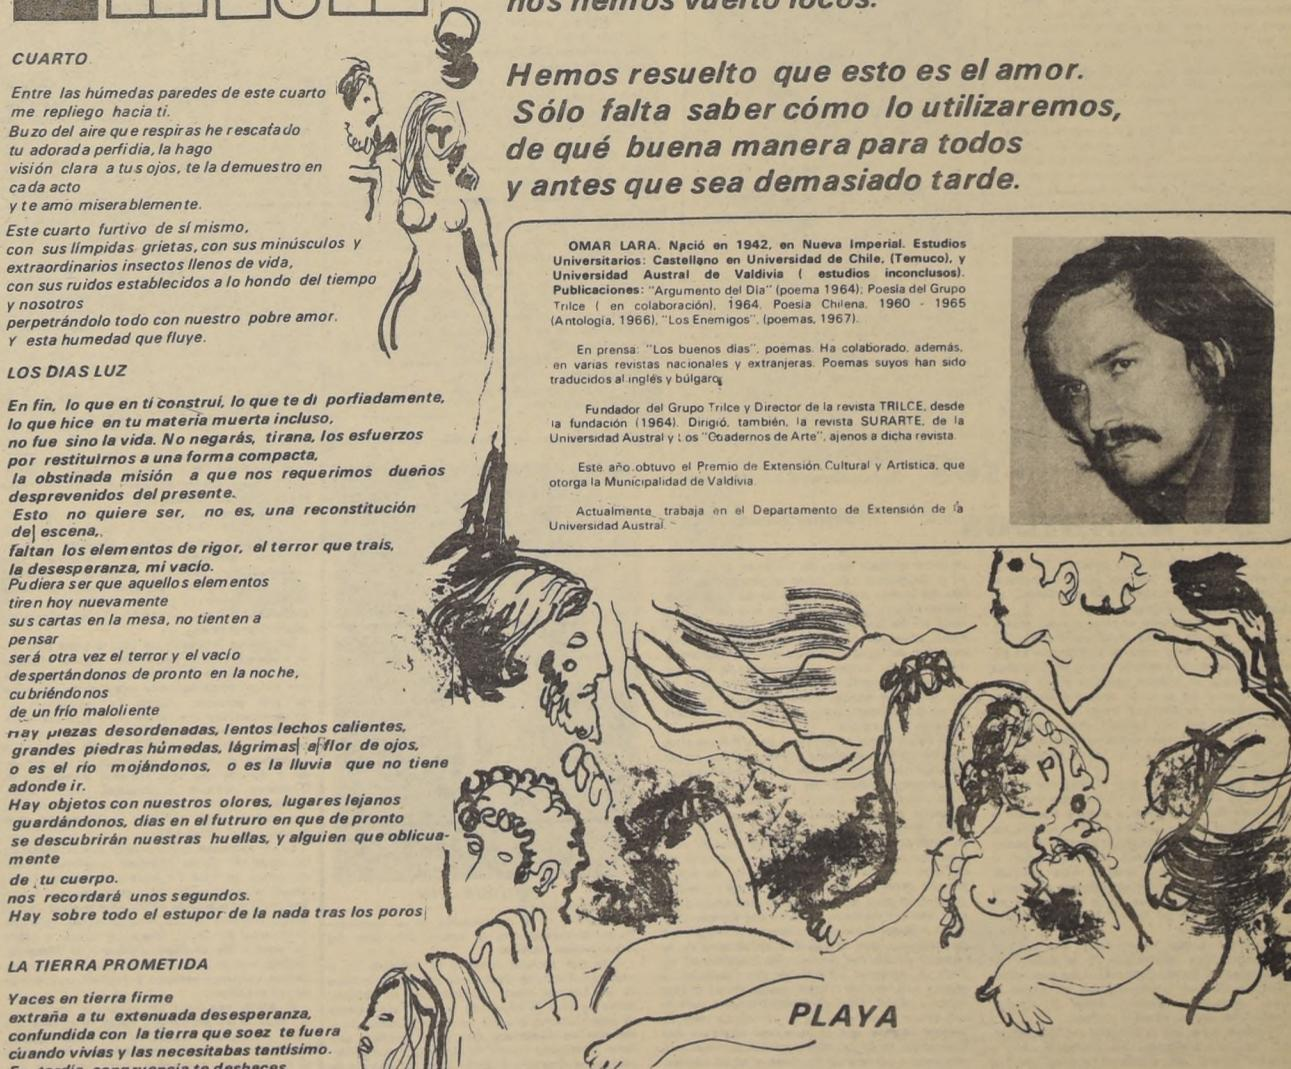 CUARTO
Entre las húmedas paredes de este cuarto
me repliego hacia ti.
Buzo del aire que respiras he rescatado
tu adorada perfidia, la hago
visión clara a tus ojos, te la demuestro en
cada acto
y te amo miserablemente.
Este cuarto furtivo de sí mismo,
con sus límpidas grietas, con sus minúsculos y
extraordinarios insectos llenos de vida,
con sus ruidos establecidos a lo hondo del tiempo
y nosotros
perpetrándolo todo con nuestro pobre amor.
Y esta humedad que fluye.
LOS DIAS LUZ
En fin, lo que en ti construí, lo que te di porfiadamente,
lo que hice en tu materia muerta incluso,
no fue sino la vida. No negarás, tirana, los esfuerzos
por restituirnos a una forma compacta,
la obstinada misión a que nos requerimos dueños
desprevenidos del presente.
Esto no quiere ser, no es, una reconstitución
de escena,
faltan los elementos de rigor, el terror que traís,
la desesperanza, mi vacío.
Pudiera ser que aquellos elementos
tiren hoy nuevamente
sus cartas en la mesa, no tienten a
pensar
será otra vez el terror y el vacío
despertándonos de pronto en la noche,
cubriéndonos
de un frío maloliente
Hay piezas desordenadas, lentos lechos calientes,
grandes piedras húmedas, lágrimas a flor de ojos,
o es el río mojándonos, o es la lluvia que no tiene
adonde ir.
Hay objetos con nuestros olores, lugares lejanos
guardándonos, días en el futruro en que de pronto
se descubrirán nuestras huellas, y alguien que oblicua-
mente
de tu cuerpo.
nos recordará unos segundos.
Hay sobre todo el estupor de la nada tras los poros
LA TIERRA PROMETIDA
Yaces en tierra firme
extraña a tu extenuada desesperanza,
confundida con la tierra que soez te fuera
cuando vivías y las necesitabas tantísimo.
nos hemos vuelto locos.
Hemos resuelto que esto es el amor.
Sólo falta saber cómo lo utilizaremos,
de qué buena manera para todos
y antes que sea demasiado tarde.
OMAR LARA. Nació en 1942, en Nueva Imperial. Estudios
Universitarios: Castellano en Universidad de Chile, (Temuco), y
Universidad Austral de Valdivia ( estudios inconclusos).
Publicaciones: "Argumento del Día" (poema 1964); Poesía del Grupo
Trilce ( en colaboración), 1964, Poesía Chilena, 1960 - 1965
(Antología, 1966), "Los Enemigos", (poemas, 1967).
En prensa: "Los buenos días", poemas. Ha colaborado, además,
en varias revistas nacionales y extranjeras. Poemas suyos han sido
traducidos al inglés y búlgaro.
Fundador del Grupo Trilce y Director de la revista TRILCE, desde
la fundación (1964). Dirigió, también, la revista SURARTE, de la
Universidad Austral y Los "Cuadernos de Arte", ajenos a dicha revista.
Este año obtuvo el Premio de Extensión Cultural y Artística, que
otorga la Municipalidad de Valdivia.
Actualmente trabaja en el Departamento de Extensión de la
Universidad Austral.
PLAYA